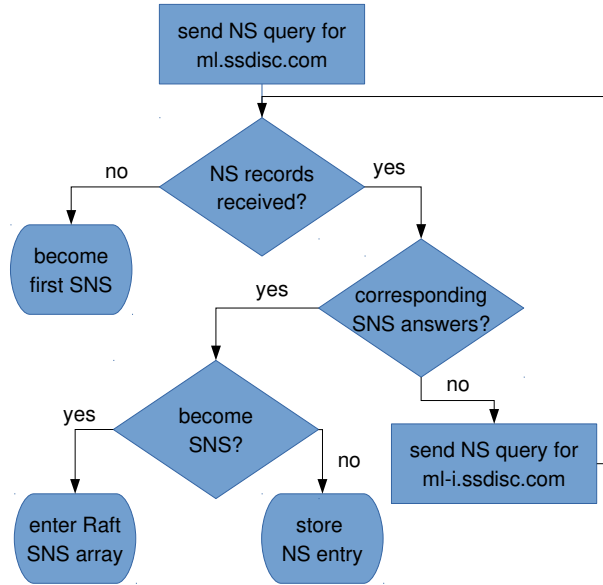 send NS query for
ml.ssdisc.com
no
NS records
received?
yes
become
first SNS
yes
corresponding
SNS answers?
no
yes
become
SNS?
no
send NS query for
ml-i.ssdisc.com
enter Raft
SNS array
store
NS entry